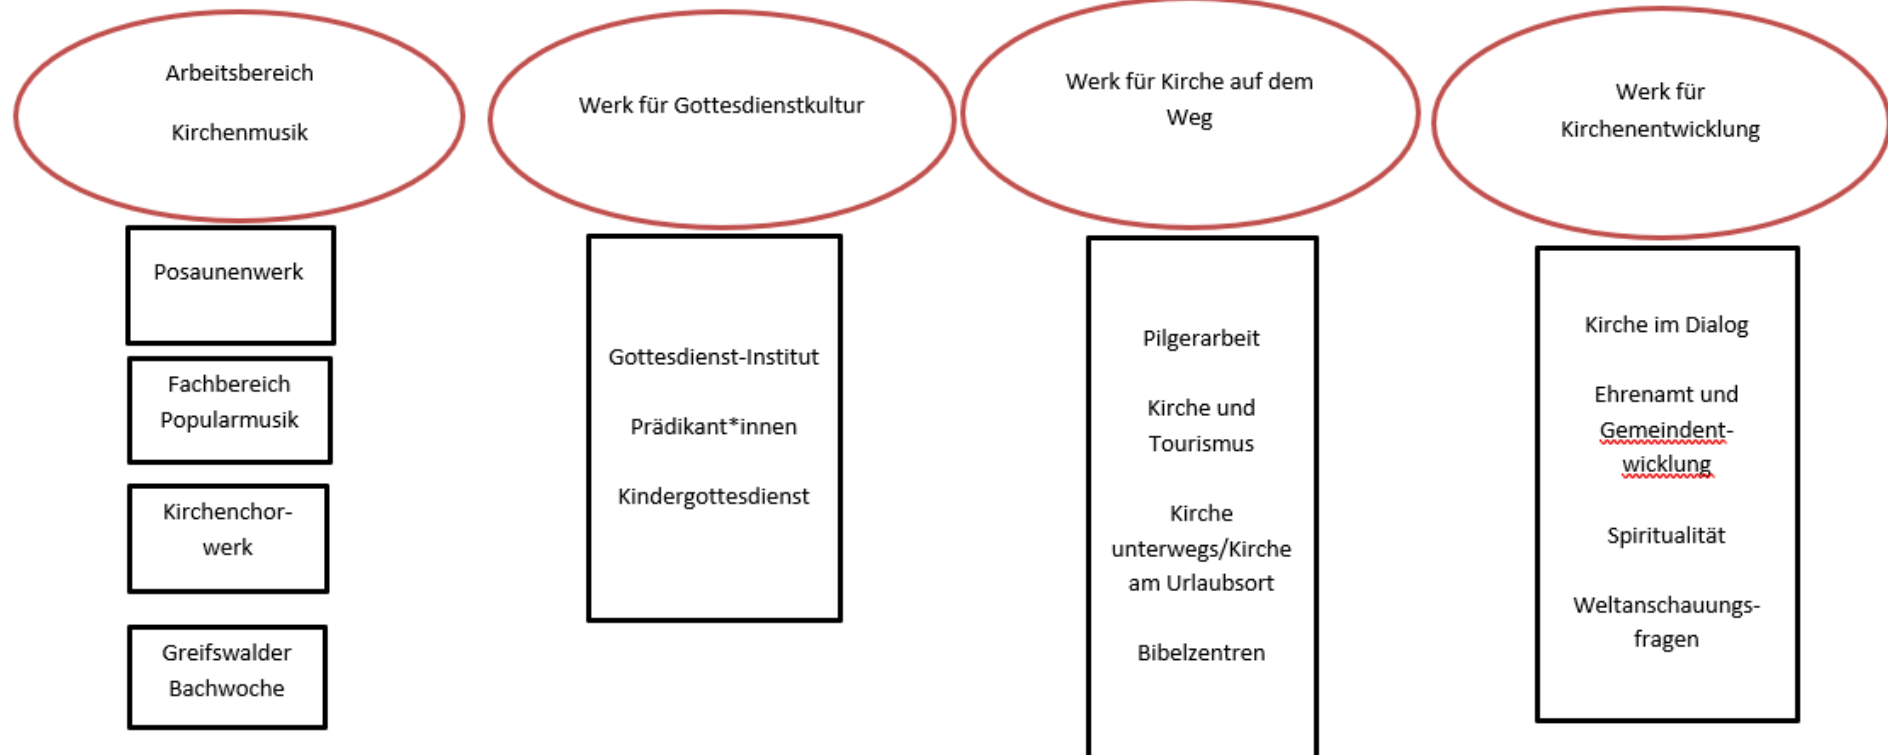 Arbeitsbereich
Kirchenmusik
Posaunenwerk
Fachbereich
Popularmusik
Kirchenchor-
werk
Greifswalder
Bachwoche
Werk für Gottesdienstkultur
Gottesdienst-Institut
Prädikant*innen
Kindergottesdienst
Werk für Kirche auf dem
Weg
Pilgerarbeit
Kirche und
Tourismus
Kirche
unterwegs/Kirche
am Urlaubsort
Bibelzentren
Werk für
Kirchenentwicklung
Kirche im Dialog
Ehrenamt und
Gemeindent-
wicklung
Spiritualität
Weltanschauungs-
fragen